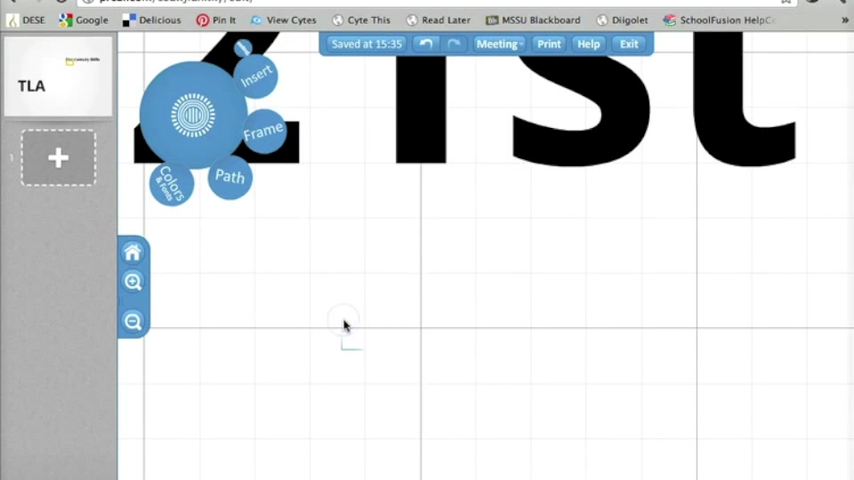 DESE Google Delicious Pin It View Cytes Cyte This Read Later MSSU Blackboard Diigolet SchoolFusion HelpC »
Saved at 15:35 Meeting Print Help Exit
21st
Insert
Frame
Path
Colors
& Fonts
TLA
1